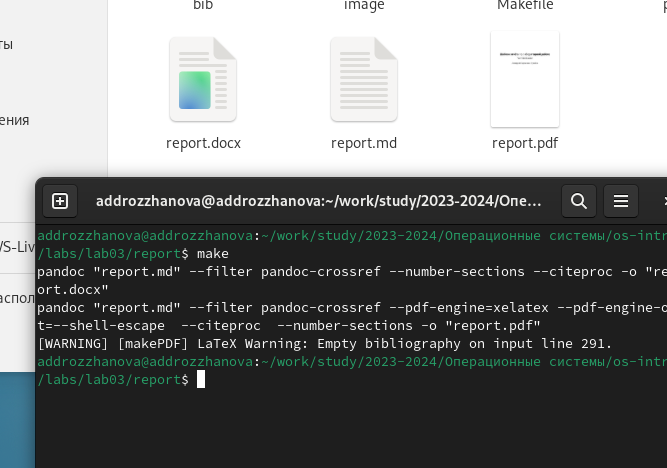 bib
image
Makefile
ты
ения
/S-Liv
аспол
report.docx
report.md
report.pdf
addrozzhanova@addrozzhanova:~/work/study/2023-2024/Опе...
addrozzhanova@addrozzhanova:~/work/study/2023-2024/Операционные системы/os-intr
/labs/lab03/report$ make
pandoc "report.md" --filter pandoc-crossref --number-sections --citeproc -o "re
ort.docx"
pandoc "report.md" --filter pandoc-crossref --pdf-engine=xelatex --pdf-engine-o
t=--shell-escape  --citeproc  --number-sections -o "report.pdf"
[WARNING] [makePDF] LaTeX Warning: Empty bibliography on input line 291.
addrozzhanova@addrozzhanova:~/work/study/2023-2024/Операционные системы/os-intr
/labs/lab03/report$